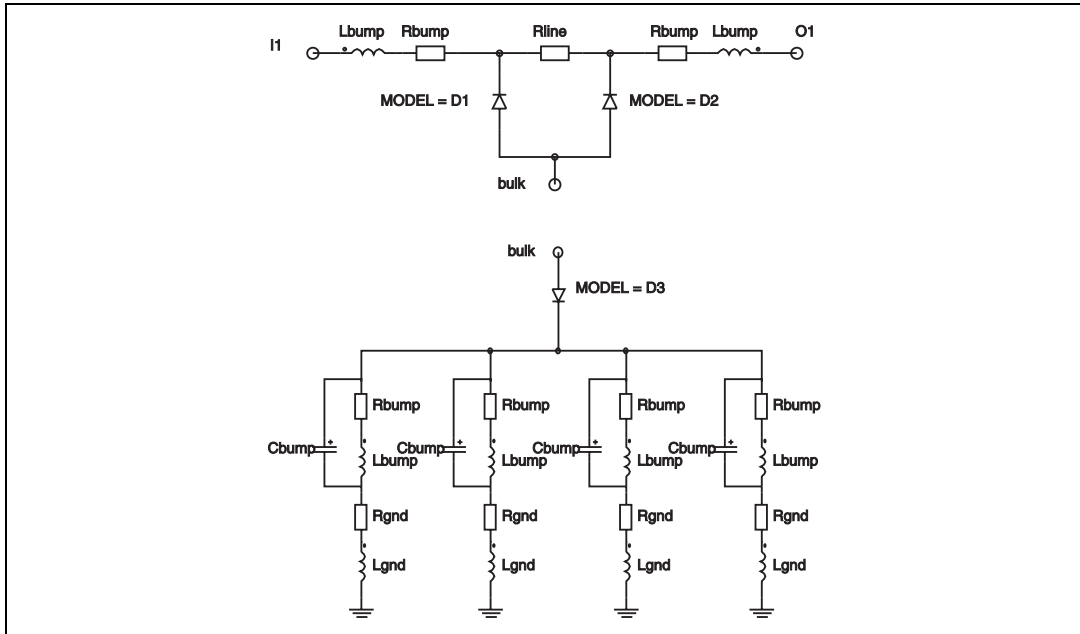 I1 Lbump Rbump Rline Rbump Lbump O1
MODEL = D1 MODEL = D2
bulk
bulk
MODEL = D3
Rbump Rbump Rbump Rbump
Cbump Cbump Cbump Cbump
Lbump Lbump Lbump Lbump
Rgnd Rgnd Rgnd Rgnd
Lgnd Lgnd Lgnd Lgnd